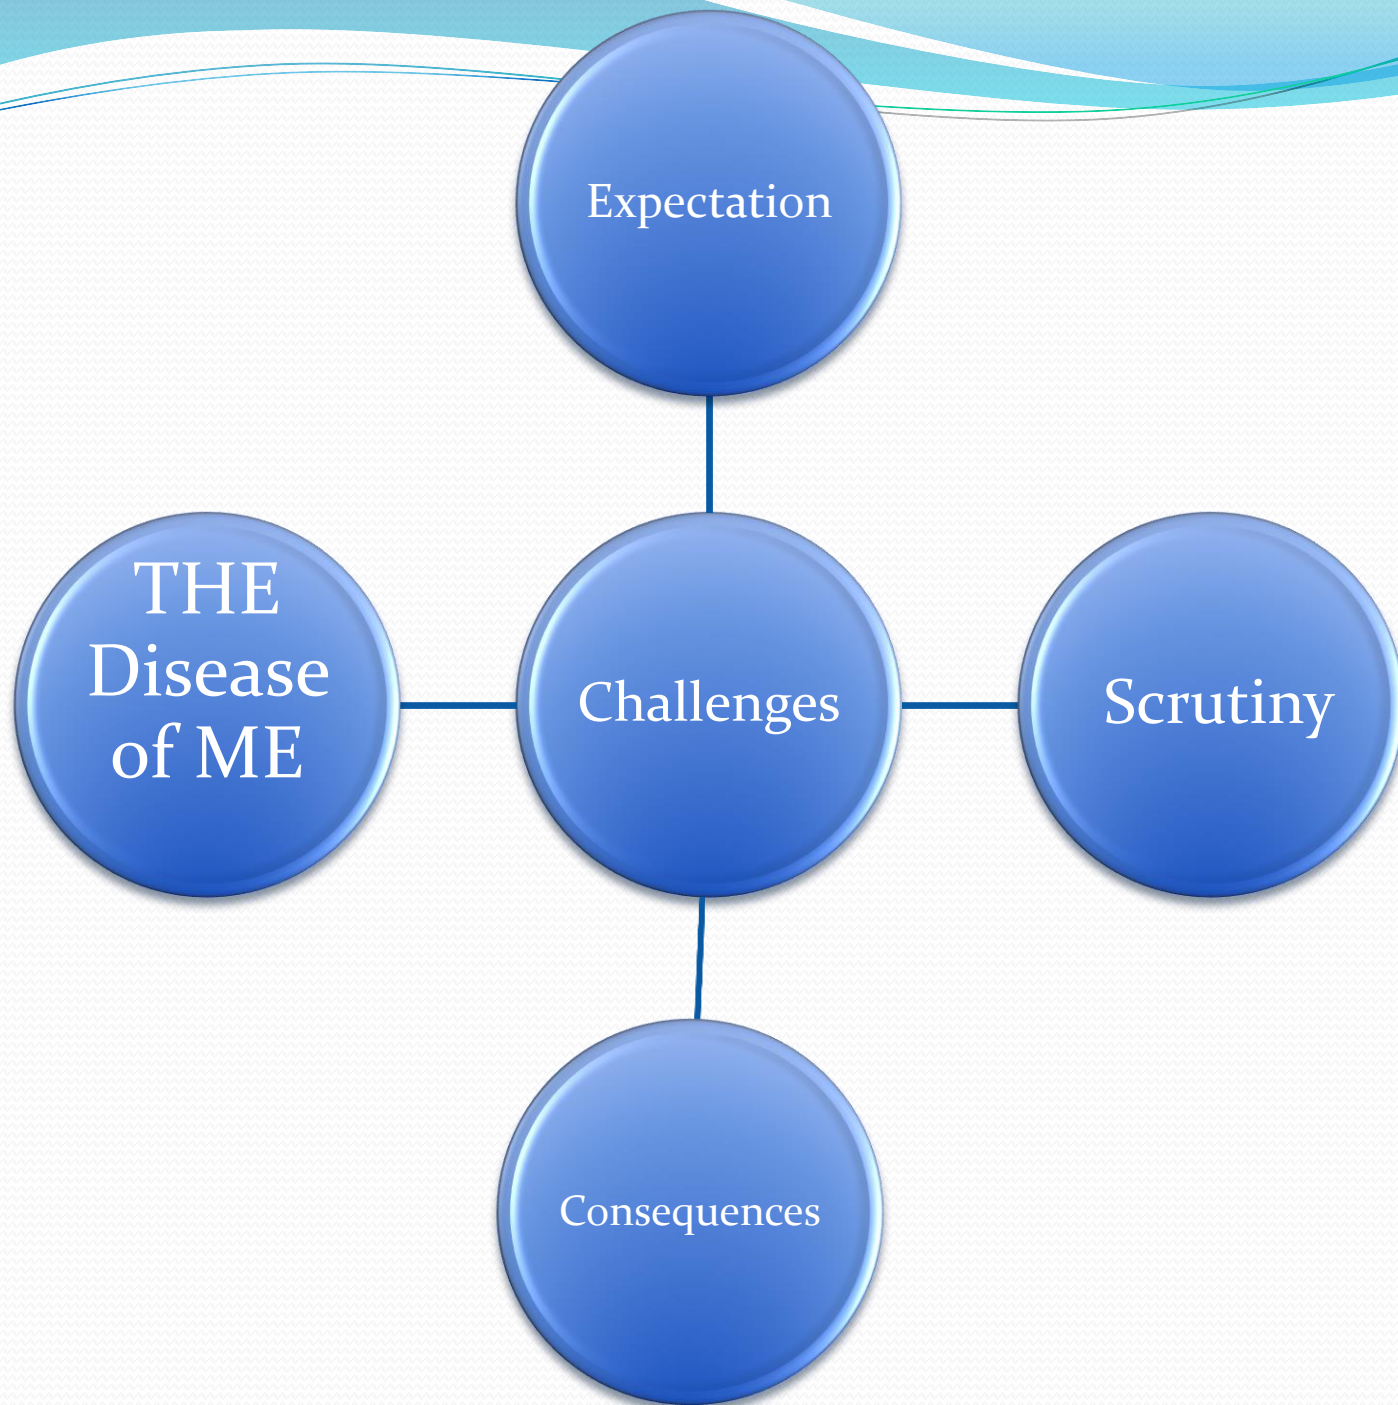 Expectation
THE
Disease
of ME
Challenges
Scrutiny
Consequences